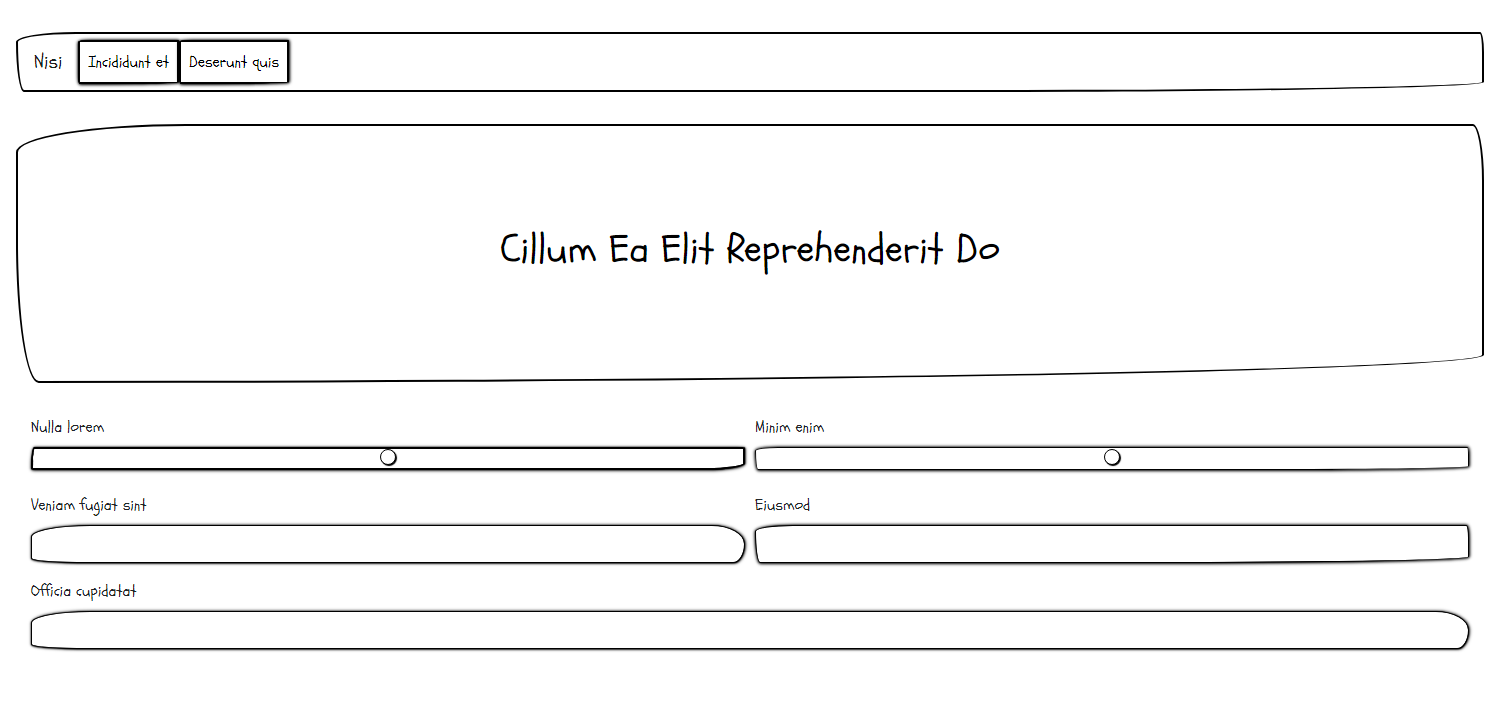 Nisi Incididunt et Deserunt quis
Cillum Ea Elit Reprehenderit Do
Nulla lorem Minim enim
Veniam fugiat sint Eiusmod
Officia cupidatat